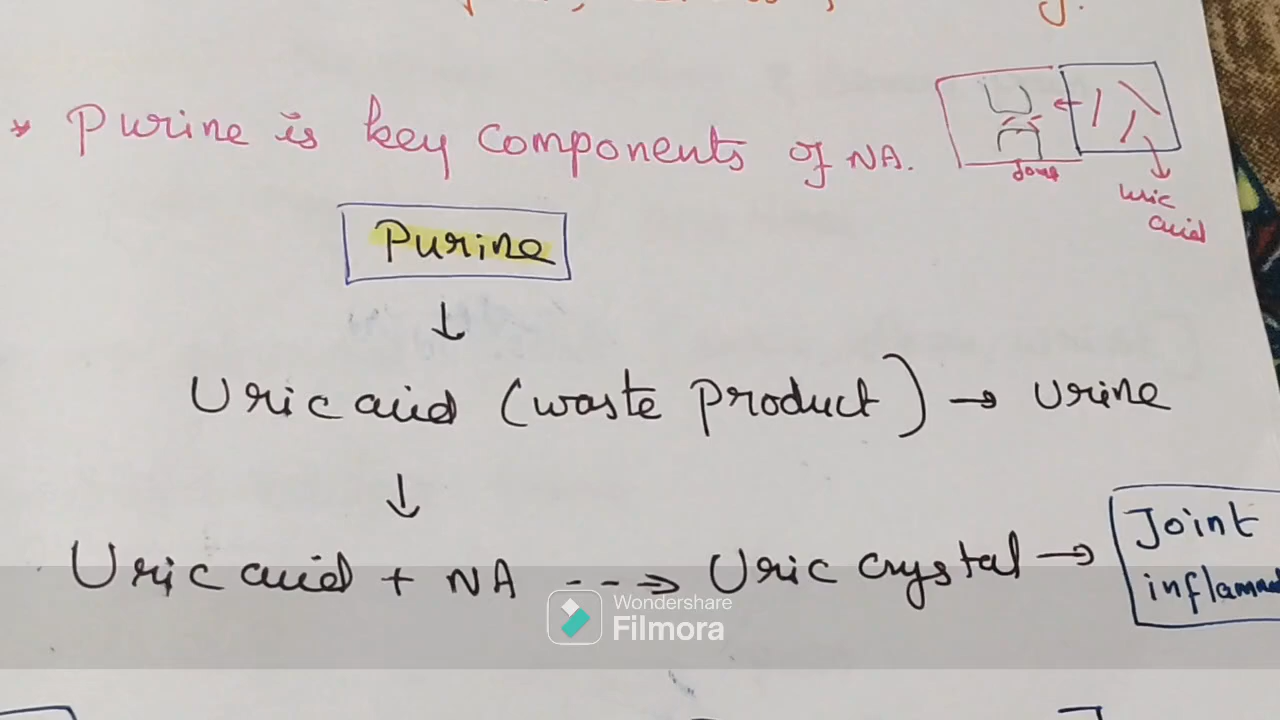 * Purine is key components of NA.
Joint
Uric
acid
Purine
↓
Uric acid (waste product) → Urine
↓
Uric acid + NA ---> Uric crystal →
Joint
Wondershare
Filmora